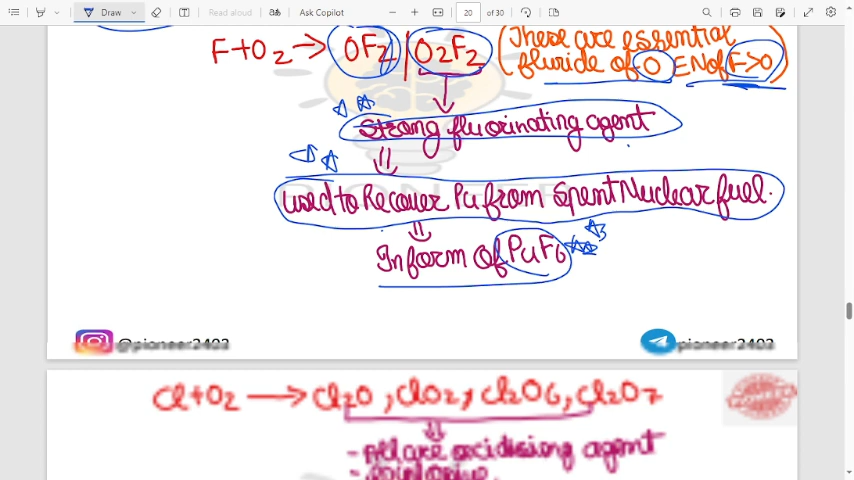 Draw
Read aloud
Ask Copilot
20 of 30
F+O2 → OF2 | O2F2 (These are essential
fluride of O EN of F>O)
Strong fluorinating agent
used to Recover Pu from Spent Nuclear fuel.
In form of PuF6
@pioneer2403
pioneer2403
Cl+O2 → Cl2O, ClO2, Cl2O6, Cl2O7
- All are oxidising agent